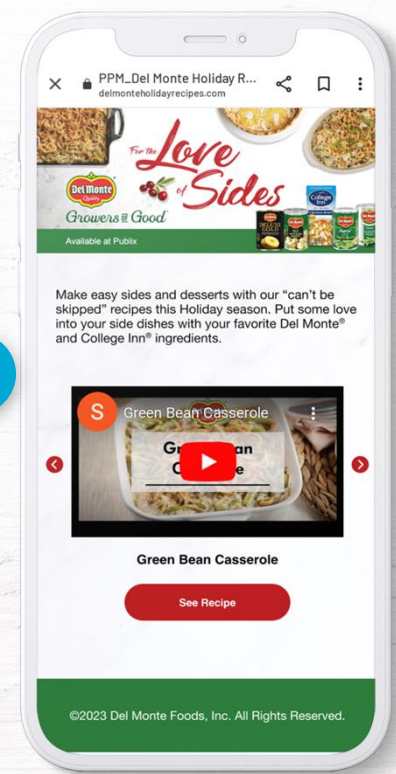 PPM_Del Monte Holiday R...
delmonteholidayrecipes.com
For the Love
of Sides
Del Monte
Quality
Growers of Good
College Inn
Available at Publix
Make easy sides and desserts with our “can’t be
skipped” recipes this Holiday season. Put some love
into your side dishes with your favorite Del Monte®
and College Inn® ingredients.
S
Green Bean Casserole
Green Bean Casserole
See Recipe
©2023 Del Monte Foods, Inc. All Rights Reserved.